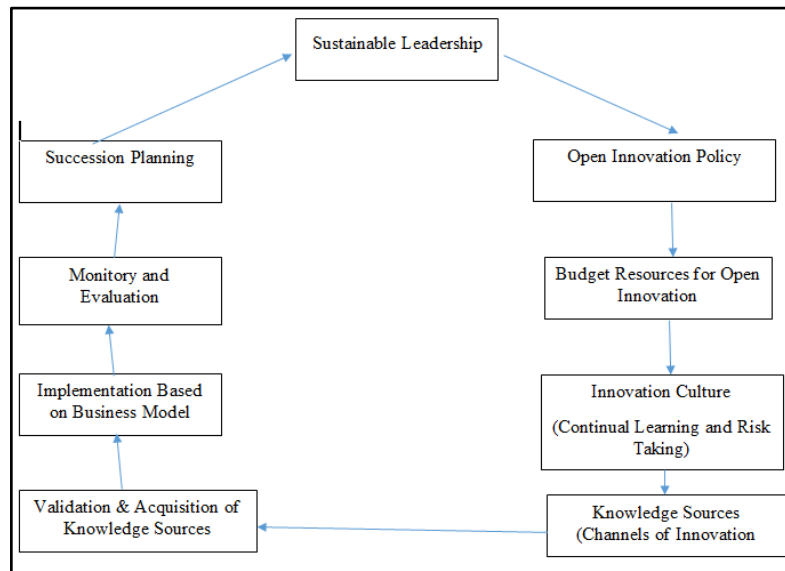 Sustainable Leadership
Succession Planning
Open Innovation Policy
Monitory and
Evaluation
Budget Resources for Open
Innovation
Implementation Based
on Business Model
Innovation Culture
(Continual Learning and Risk
Taking)
Validation & Acquisition of
Knowledge Sources
Knowledge Sources
(Channels of Innovation